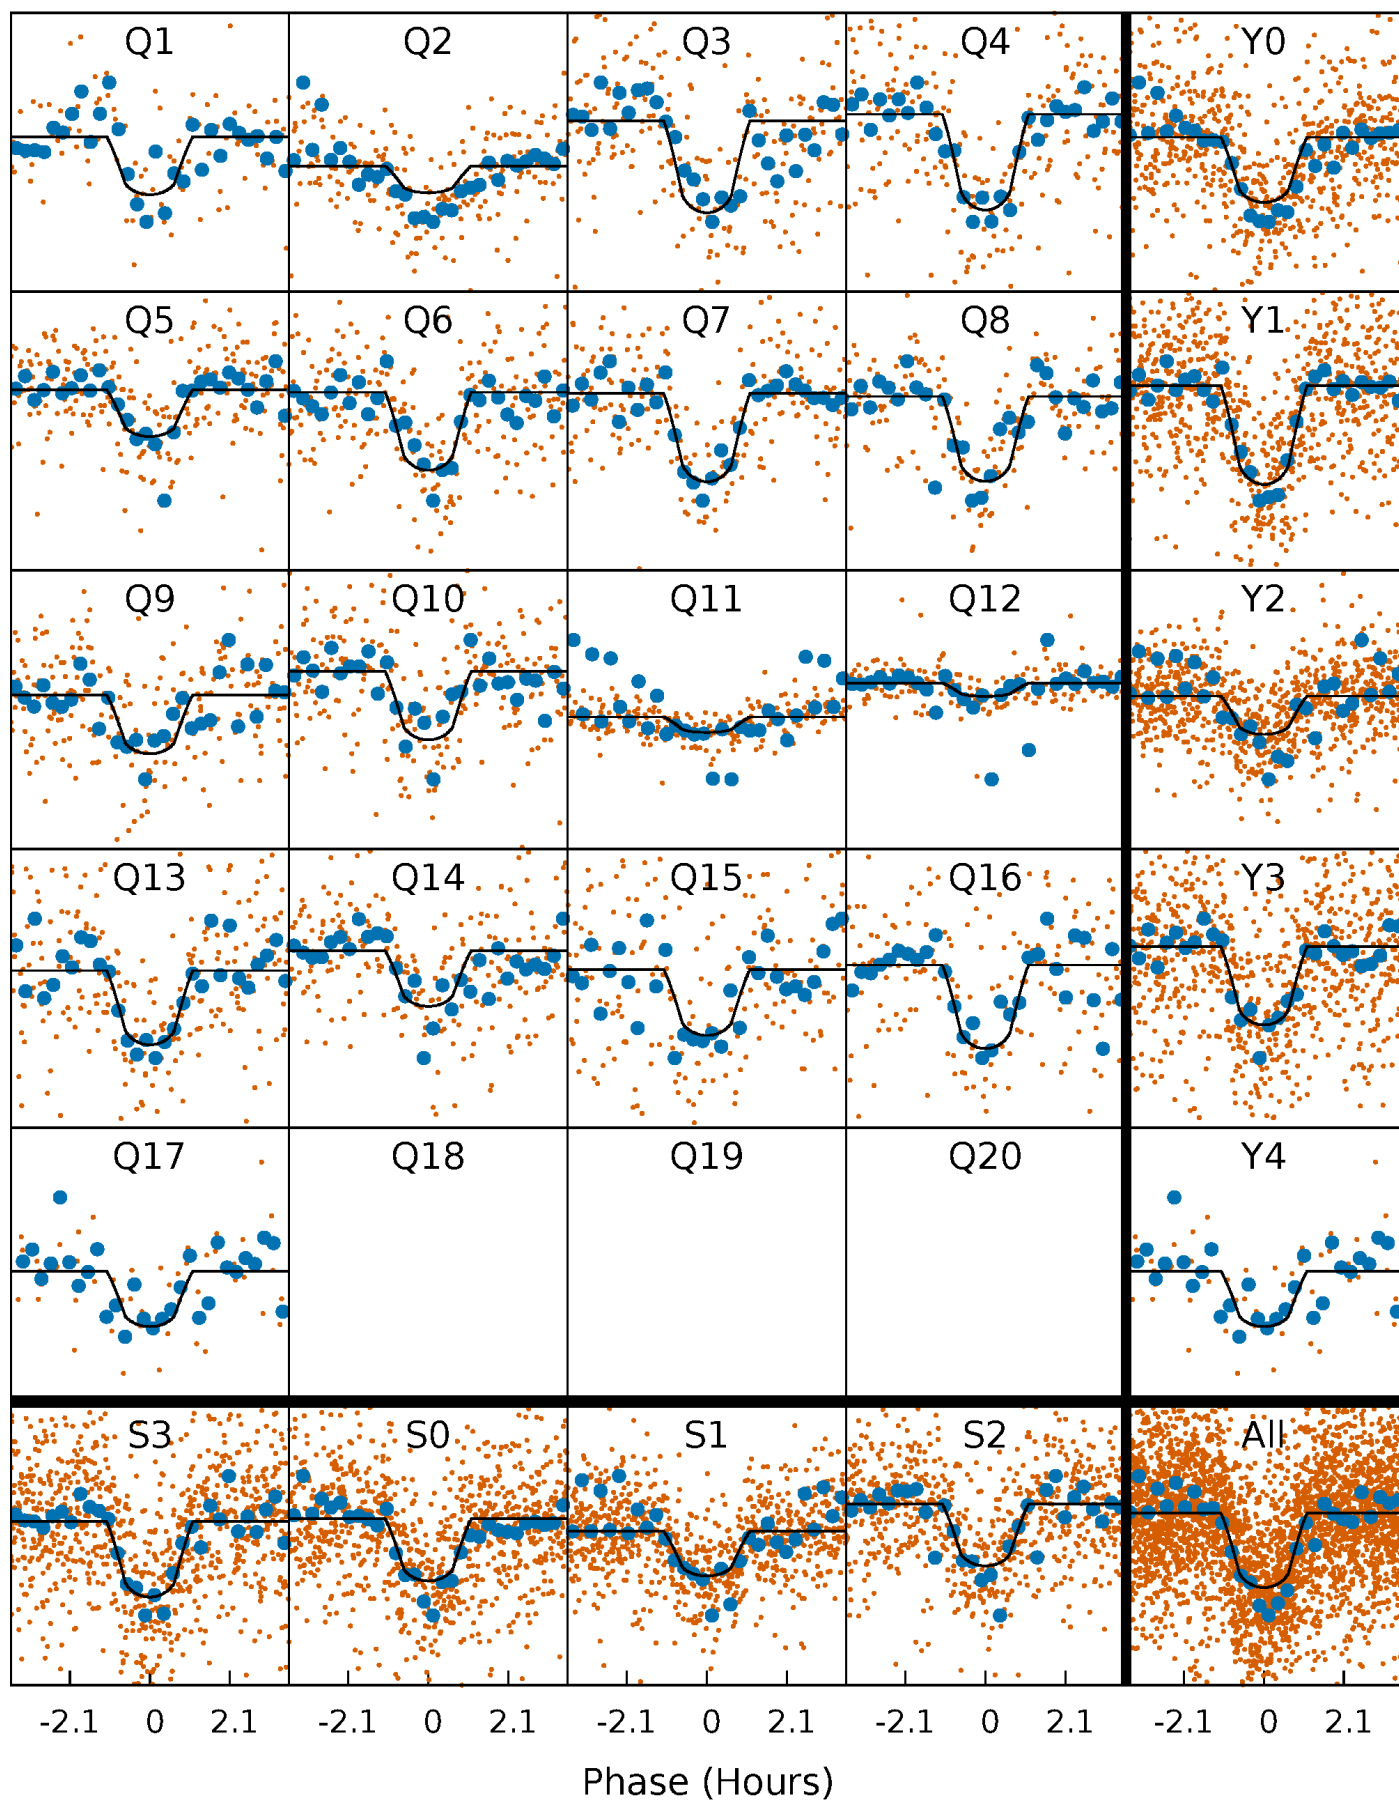 Q1 Q2 Q3 Q4 Y0
Q5 Q6 Q7 Q8 Y1
Q9 Q10 Q11 Q12 Y2
Q13 Q14 Q15 Q16 Y3
Q17 Q18 Q19 Q20 Y4
S3 S0 S1 S2 All
-2.1 0 2.1 -2.1 0 2.1 -2.1 0 2.1 -2.1 0 2.1 -2.1 0 2.1
Phase (Hours)